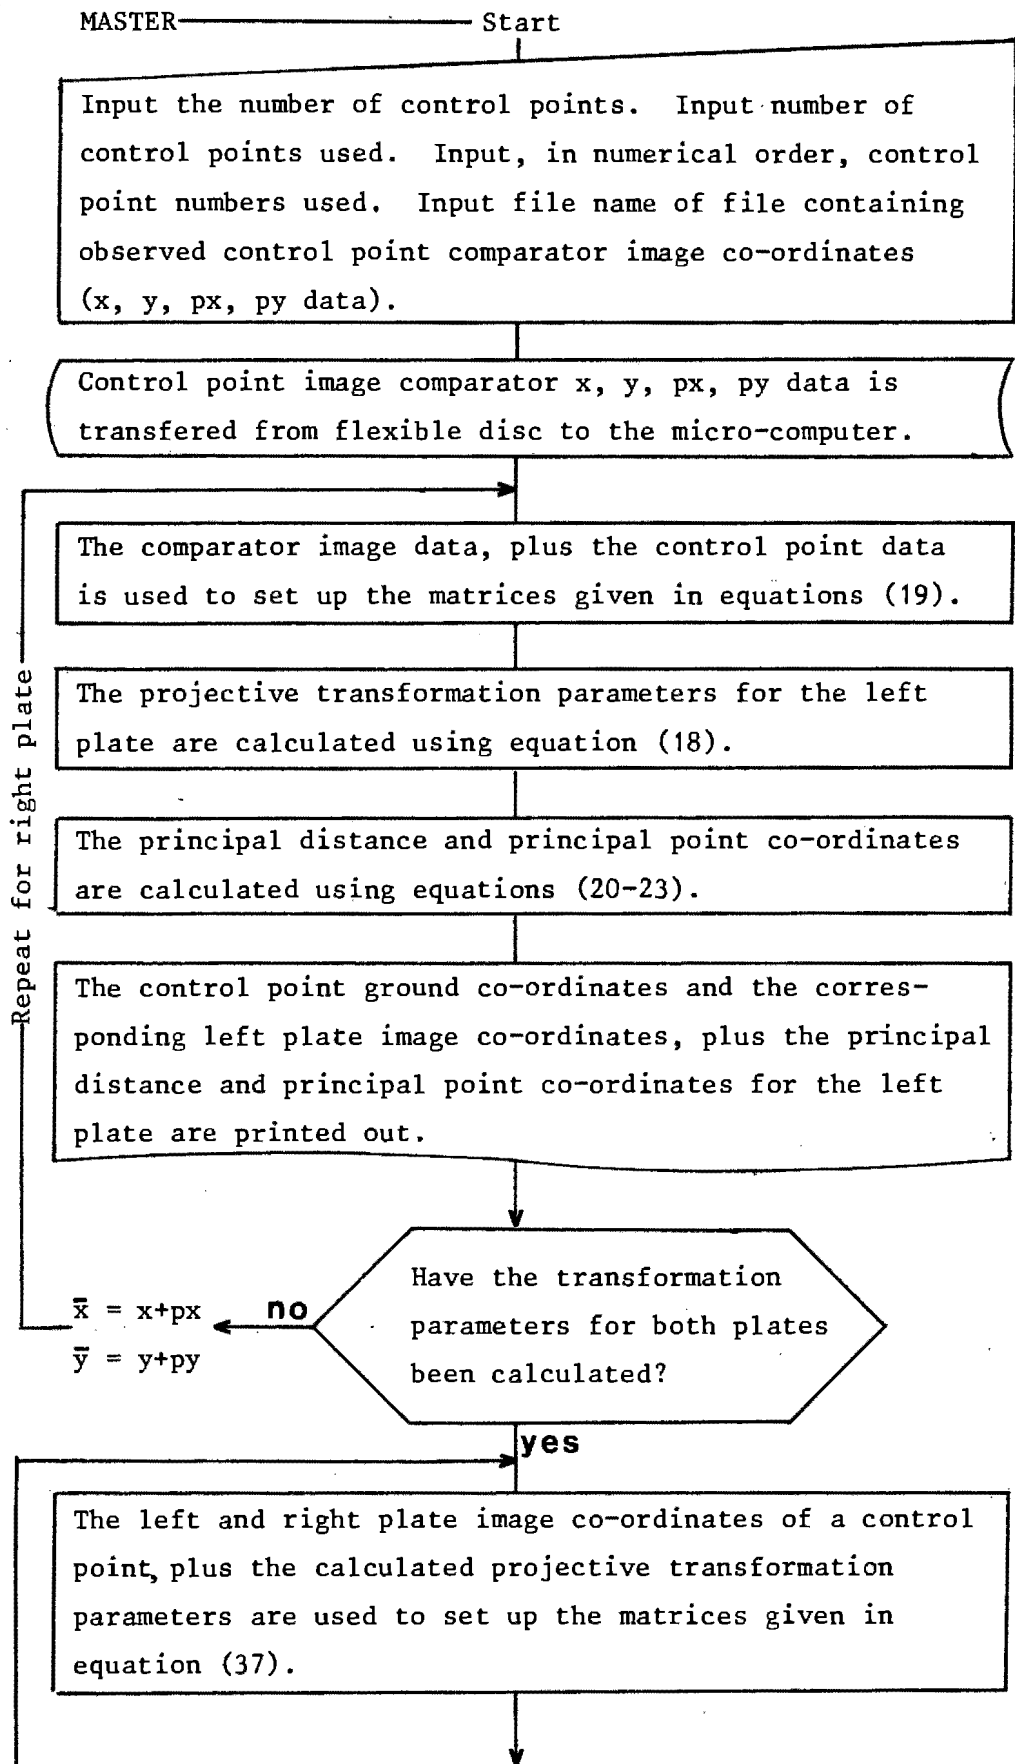 MASTER Start
Input the number of control points. Input number of
control points used. Input, in numerical order, control
point numbers used. Input file name of file containing
observed control point comparator image co-ordinates
(x, y, px, py data).
Control point image comparator x, y, px, py data is
transfered from flexible disc to the micro-computer.
The comparator image data, plus the control point data
is used to set up the matrices given in equations (19).
The projective transformation parameters for the left
plate are calculated using equation (18).
The principal distance and principal point co-ordinates
are calculated using equations (20-23).
The control point ground co-ordinates and the corres-
ponding left plate image co-ordinates, plus the principal
distance and principal point co-ordinates for the left
plate are printed out.
Repeat for right plate
Have the transformation
parameters for both plates
been calculated?
no
x̄ = x+px
ȳ = y+py
yes
The left and right plate image co-ordinates of a control
point, plus the calculated projective transformation
parameters are used to set up the matrices given in
equation (37).